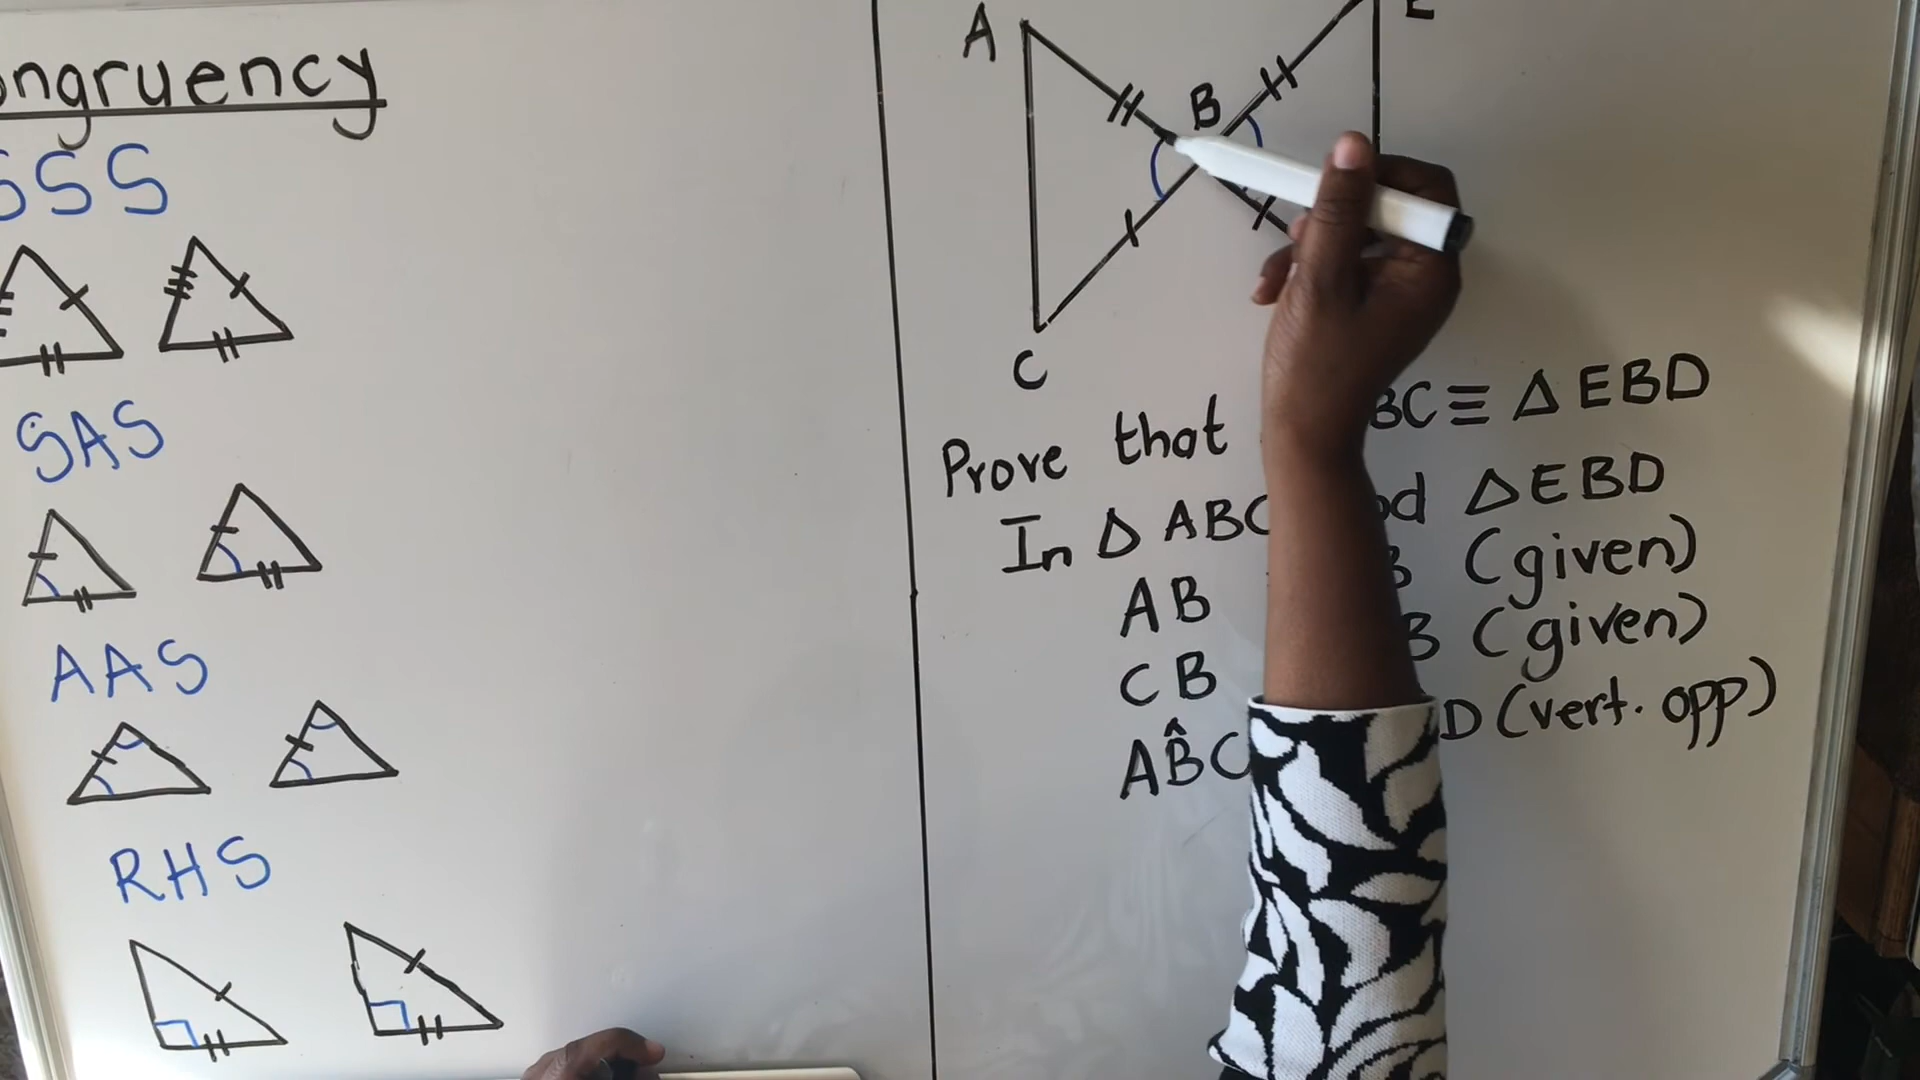 ongruency
SSS
SAS
AAS
RHS
A
B
C
Prove that BC ≡ Δ EBD
In Δ ABC Δ EBD
AB B (given)
CB B (given)
AB̂C D (vert. opp)